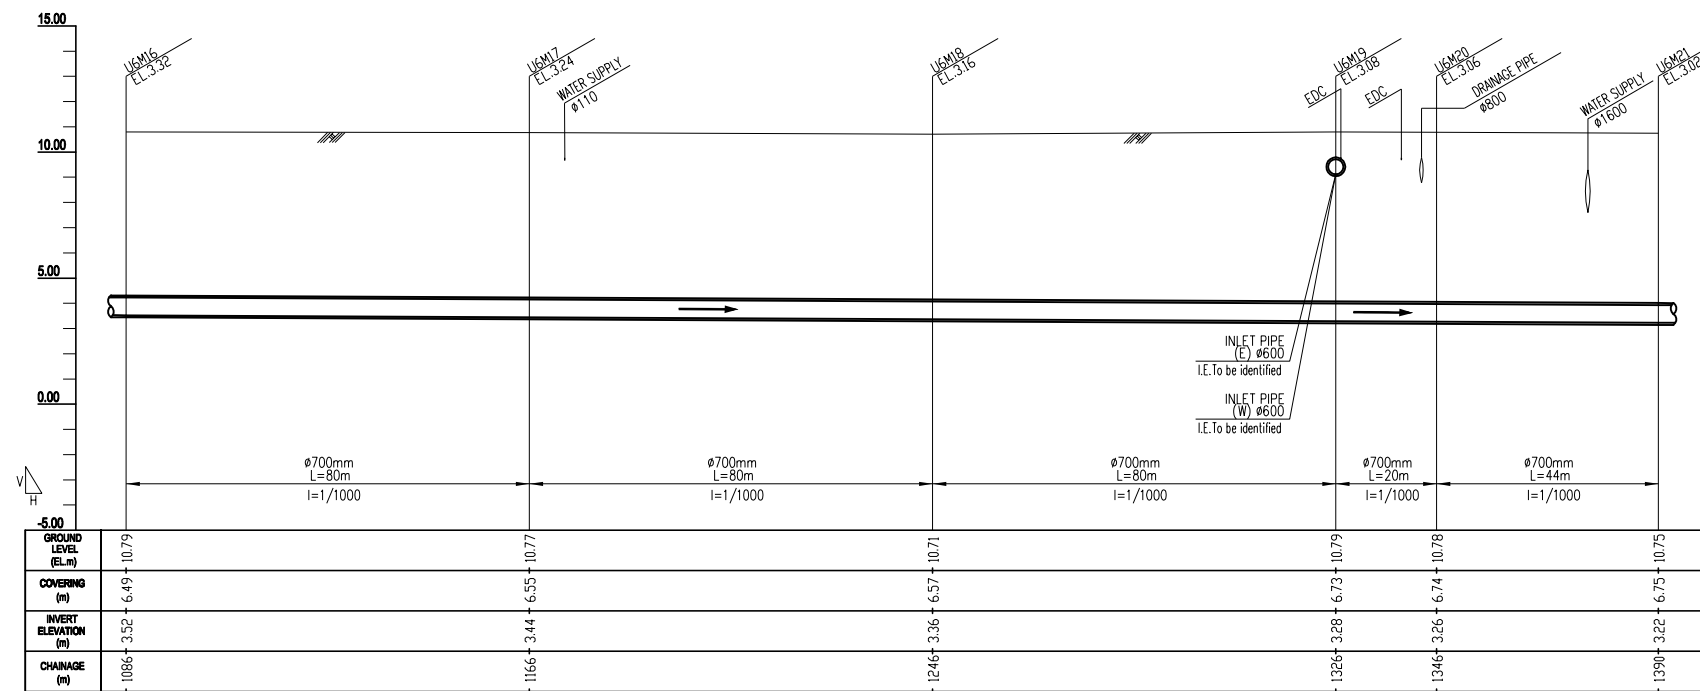 15.00
10.00
5.00
0.00
-5.00
U6M16
EL.3.32
U6M17
EL.3.24
WATER SUPPLY
ø110
U6M18
EL.3.16
U6M19
EL.3.08
EDC
EDC
U6M20
EL.3.06
DRAINAGE PIPE
ø800
WATER SUPPLY
ø1600
U6M21
EL.3.02
INLET PIPE
(E) ø600
I.E.To be identified
INLET PIPE
(W) ø600
I.E.To be identified
V
H
ø700mm
L=80m
I=1/1000
ø700mm
L=80m
I=1/1000
ø700mm
L=80m
I=1/1000
ø700mm
L=20m
I=1/1000
ø700mm
L=44m
I=1/1000
GROUND
LEVEL
(EL.m)
10.79 10.77 10.71 10.79 10.78 10.75
COVERING
(m)
6.49 6.55 6.57 6.73 6.74 6.75
INVERT
ELEVATION
(m)
3.52 3.44 3.36 3.28 3.26 3.22
CHAINAGE
(m)
1086 1166 1246 1326 1346 1390